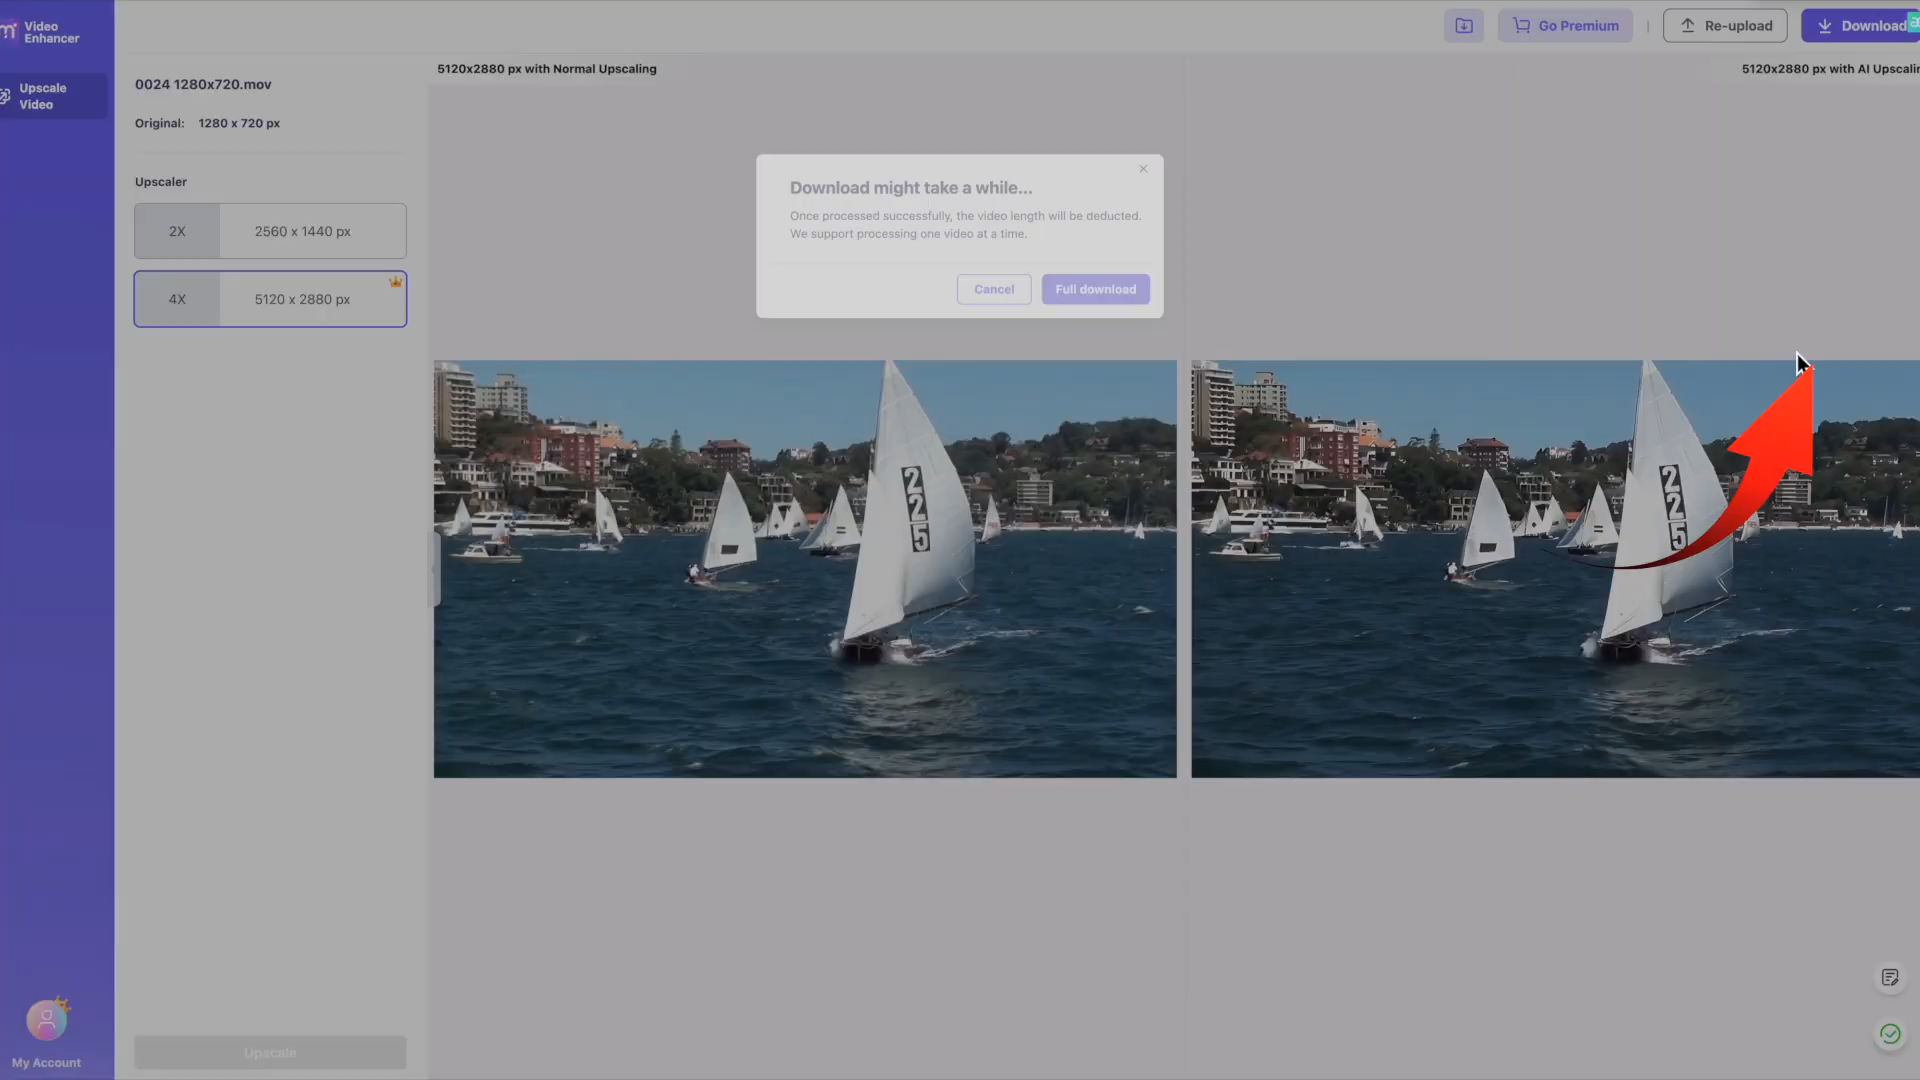 Video
Enhancer
Go Premium
Re-upload
Download
Upscale
Video
0024 1280x720.mov
Original: 1280 x 720 px
Upscaler
2X 2560 x 1440 px
4X 5120 x 2880 px
5120x2880 px with Normal Upscaling
5120x2880 px with AI Upscalin
Download might take a while...
Once processed successfully, the video length will be deducted.
We support processing one video at a time.
Cancel
Full download
225
225
Upscale
My Account